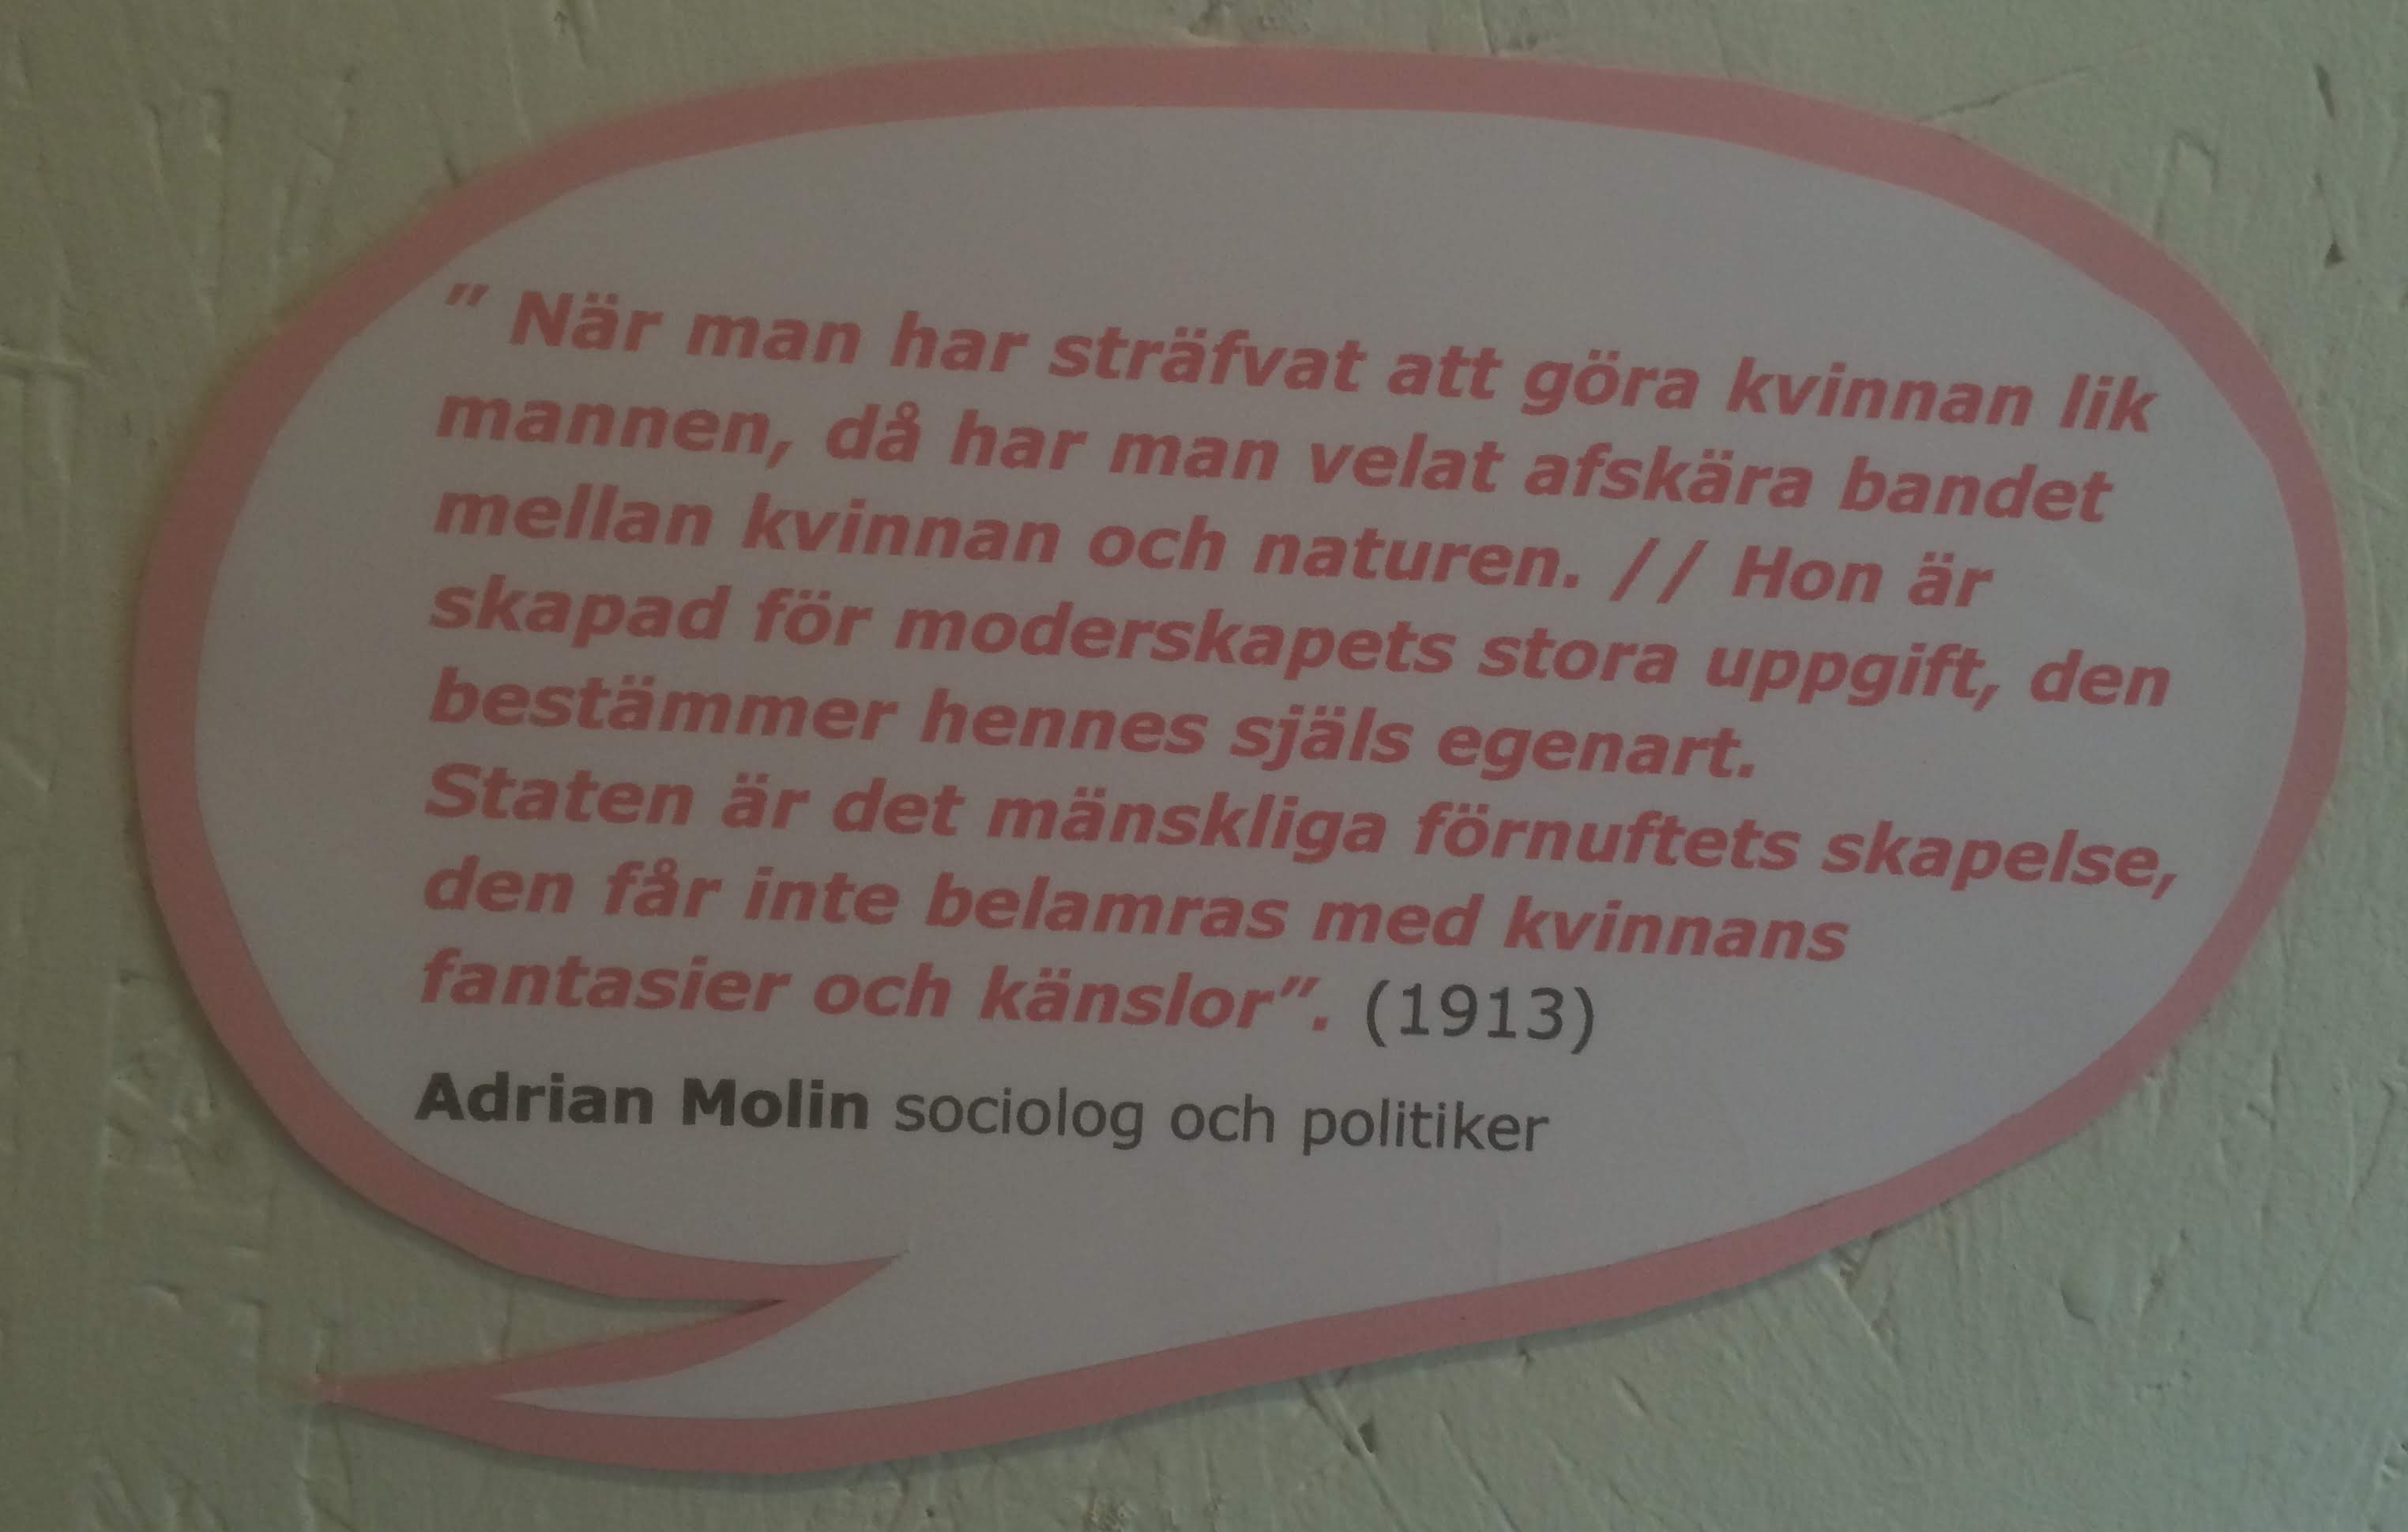 ” När man har sträfvat att göra kvinnan lik
mannen, då har man velat afskära bandet
mellan kvinnan och naturen. // Hon är
skapad för moderskapets stora uppgift, den
bestämmer hennes själs egenart.
Staten är det mänskliga förnuftets skapelse,
den får inte belamras med kvinnans
fantasier och känslor”. (1913)
Adrian Molin sociolog och politiker